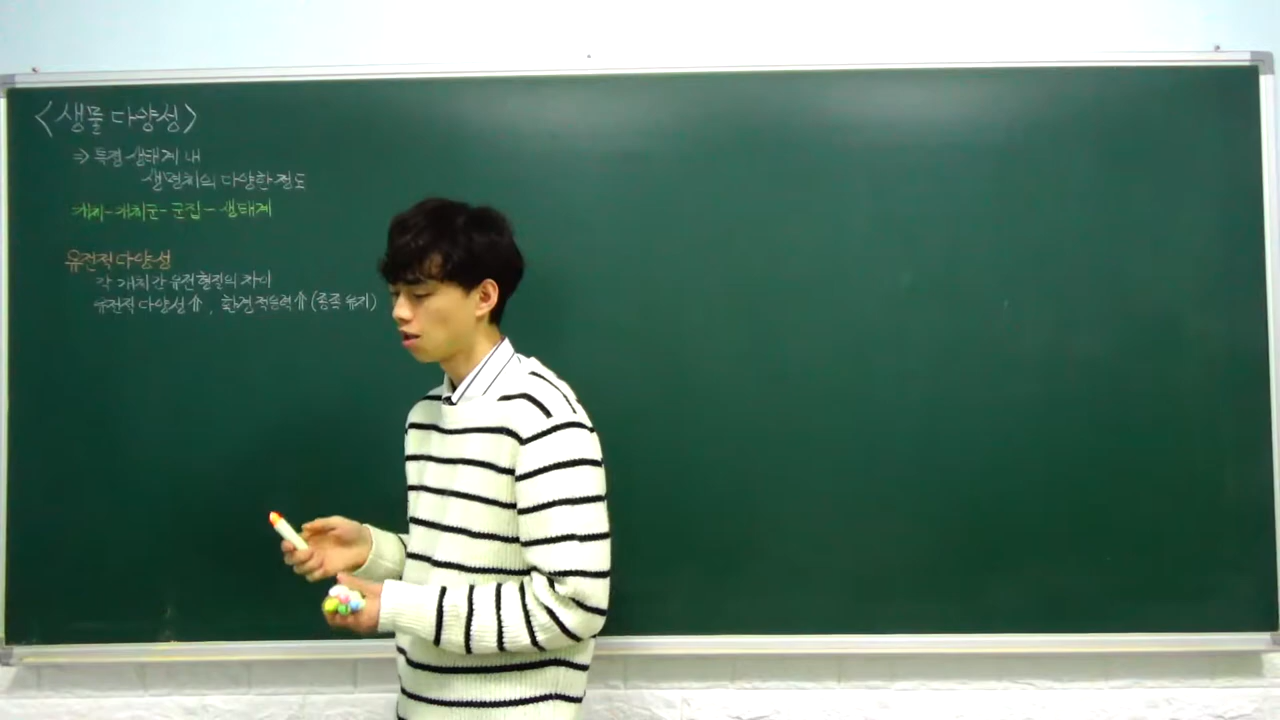 <생물 다양성>
⇒ 특정 생태계 내
생명체의 다양한 정도
개체-개체군-군집-생태계
유전적 다양성
각 개체간 유전형질의 차이
유전적 다양성⇑, 환경적응력⇑(종족 유지)